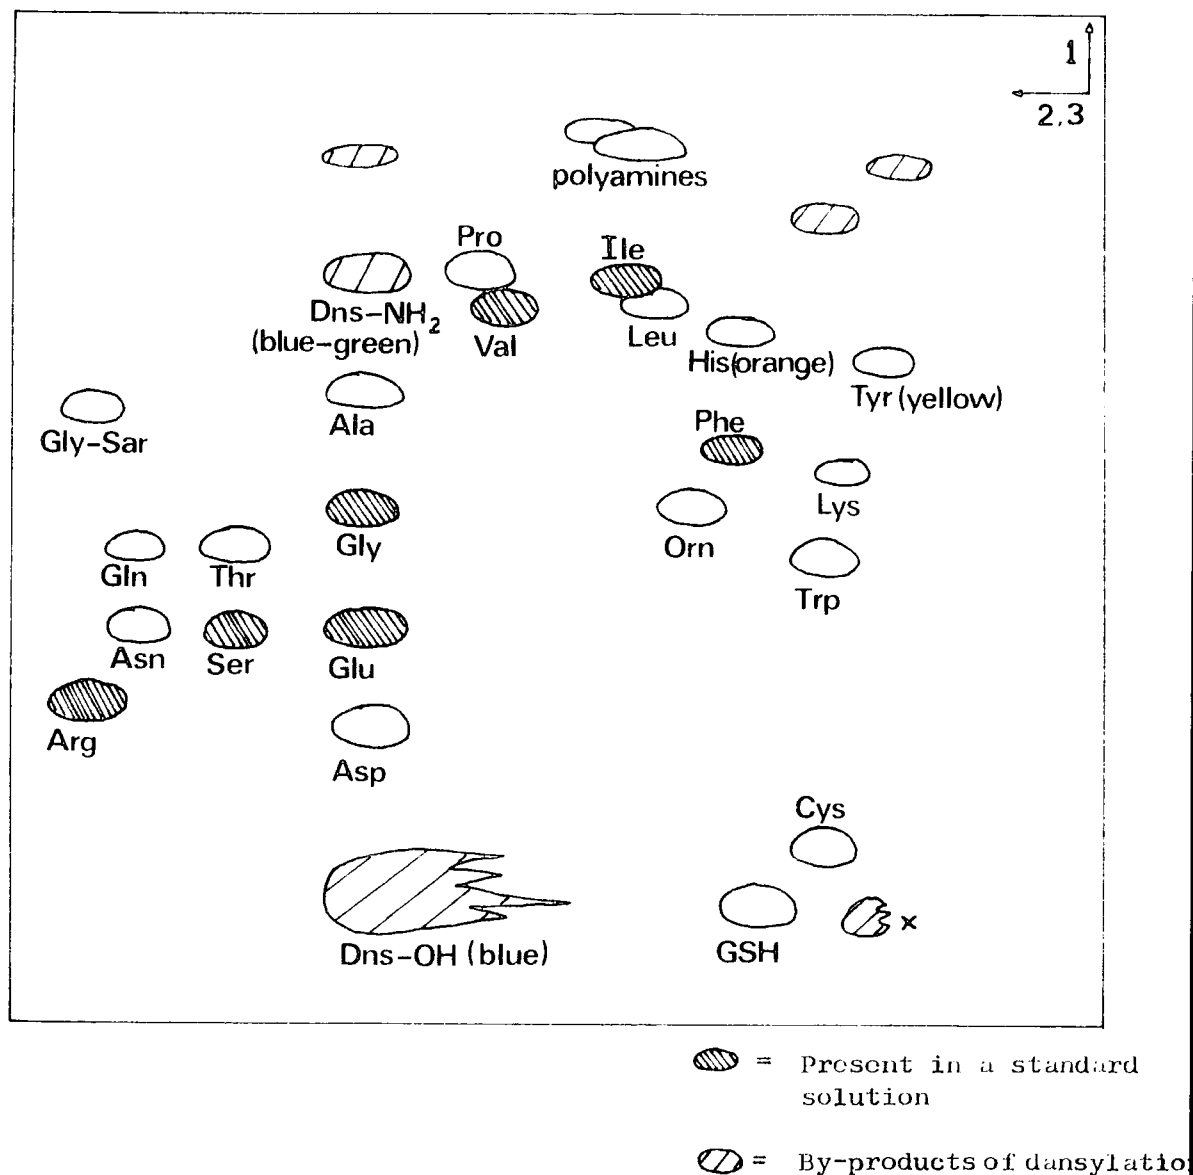 1
2,3
polyamines
Pro
Ile
Dns-NH2
(blue-green)
Val
Leu
His(orange)
Tyr (yellow)
Gly-Sar
Ala
Phe
Lys
Gly
Orn
Gln
Thr
Trp
Asn
Ser
Glu
Arg
Asp
Cys
Dns-OH (blue)
GSH
x
= Present in a standard
solution
= By-products of dansylation